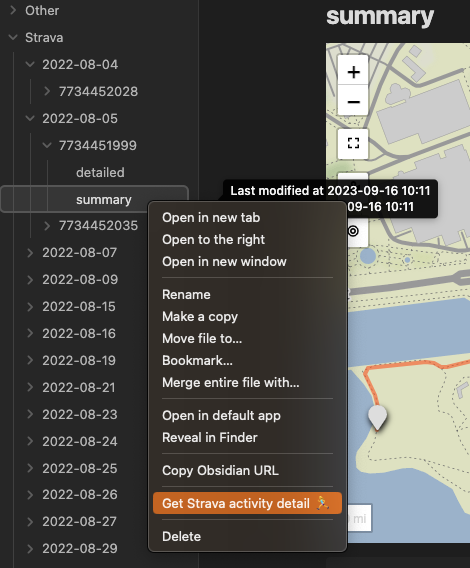 Other
Strava
2022-08-04
7734452028
2022-08-05
7734451999
detailed
summary
7734452035
2022-08-07
2022-08-09
2022-08-15
2022-08-16
2022-08-19
2022-08-21
2022-08-23
2022-08-24
2022-08-25
2022-08-26
2022-08-27
2022-08-29
summary
+
−
Last modified at 2023-09-16 10:11
09-16 10:11
Open in new tab
Open to the right
Open in new window
Rename
Make a copy
Move file to...
Bookmark...
Merge entire file with...
Open in default app
Reveal in Finder
Copy Obsidian URL
Get Strava activity detail 🏃
Delete
mi